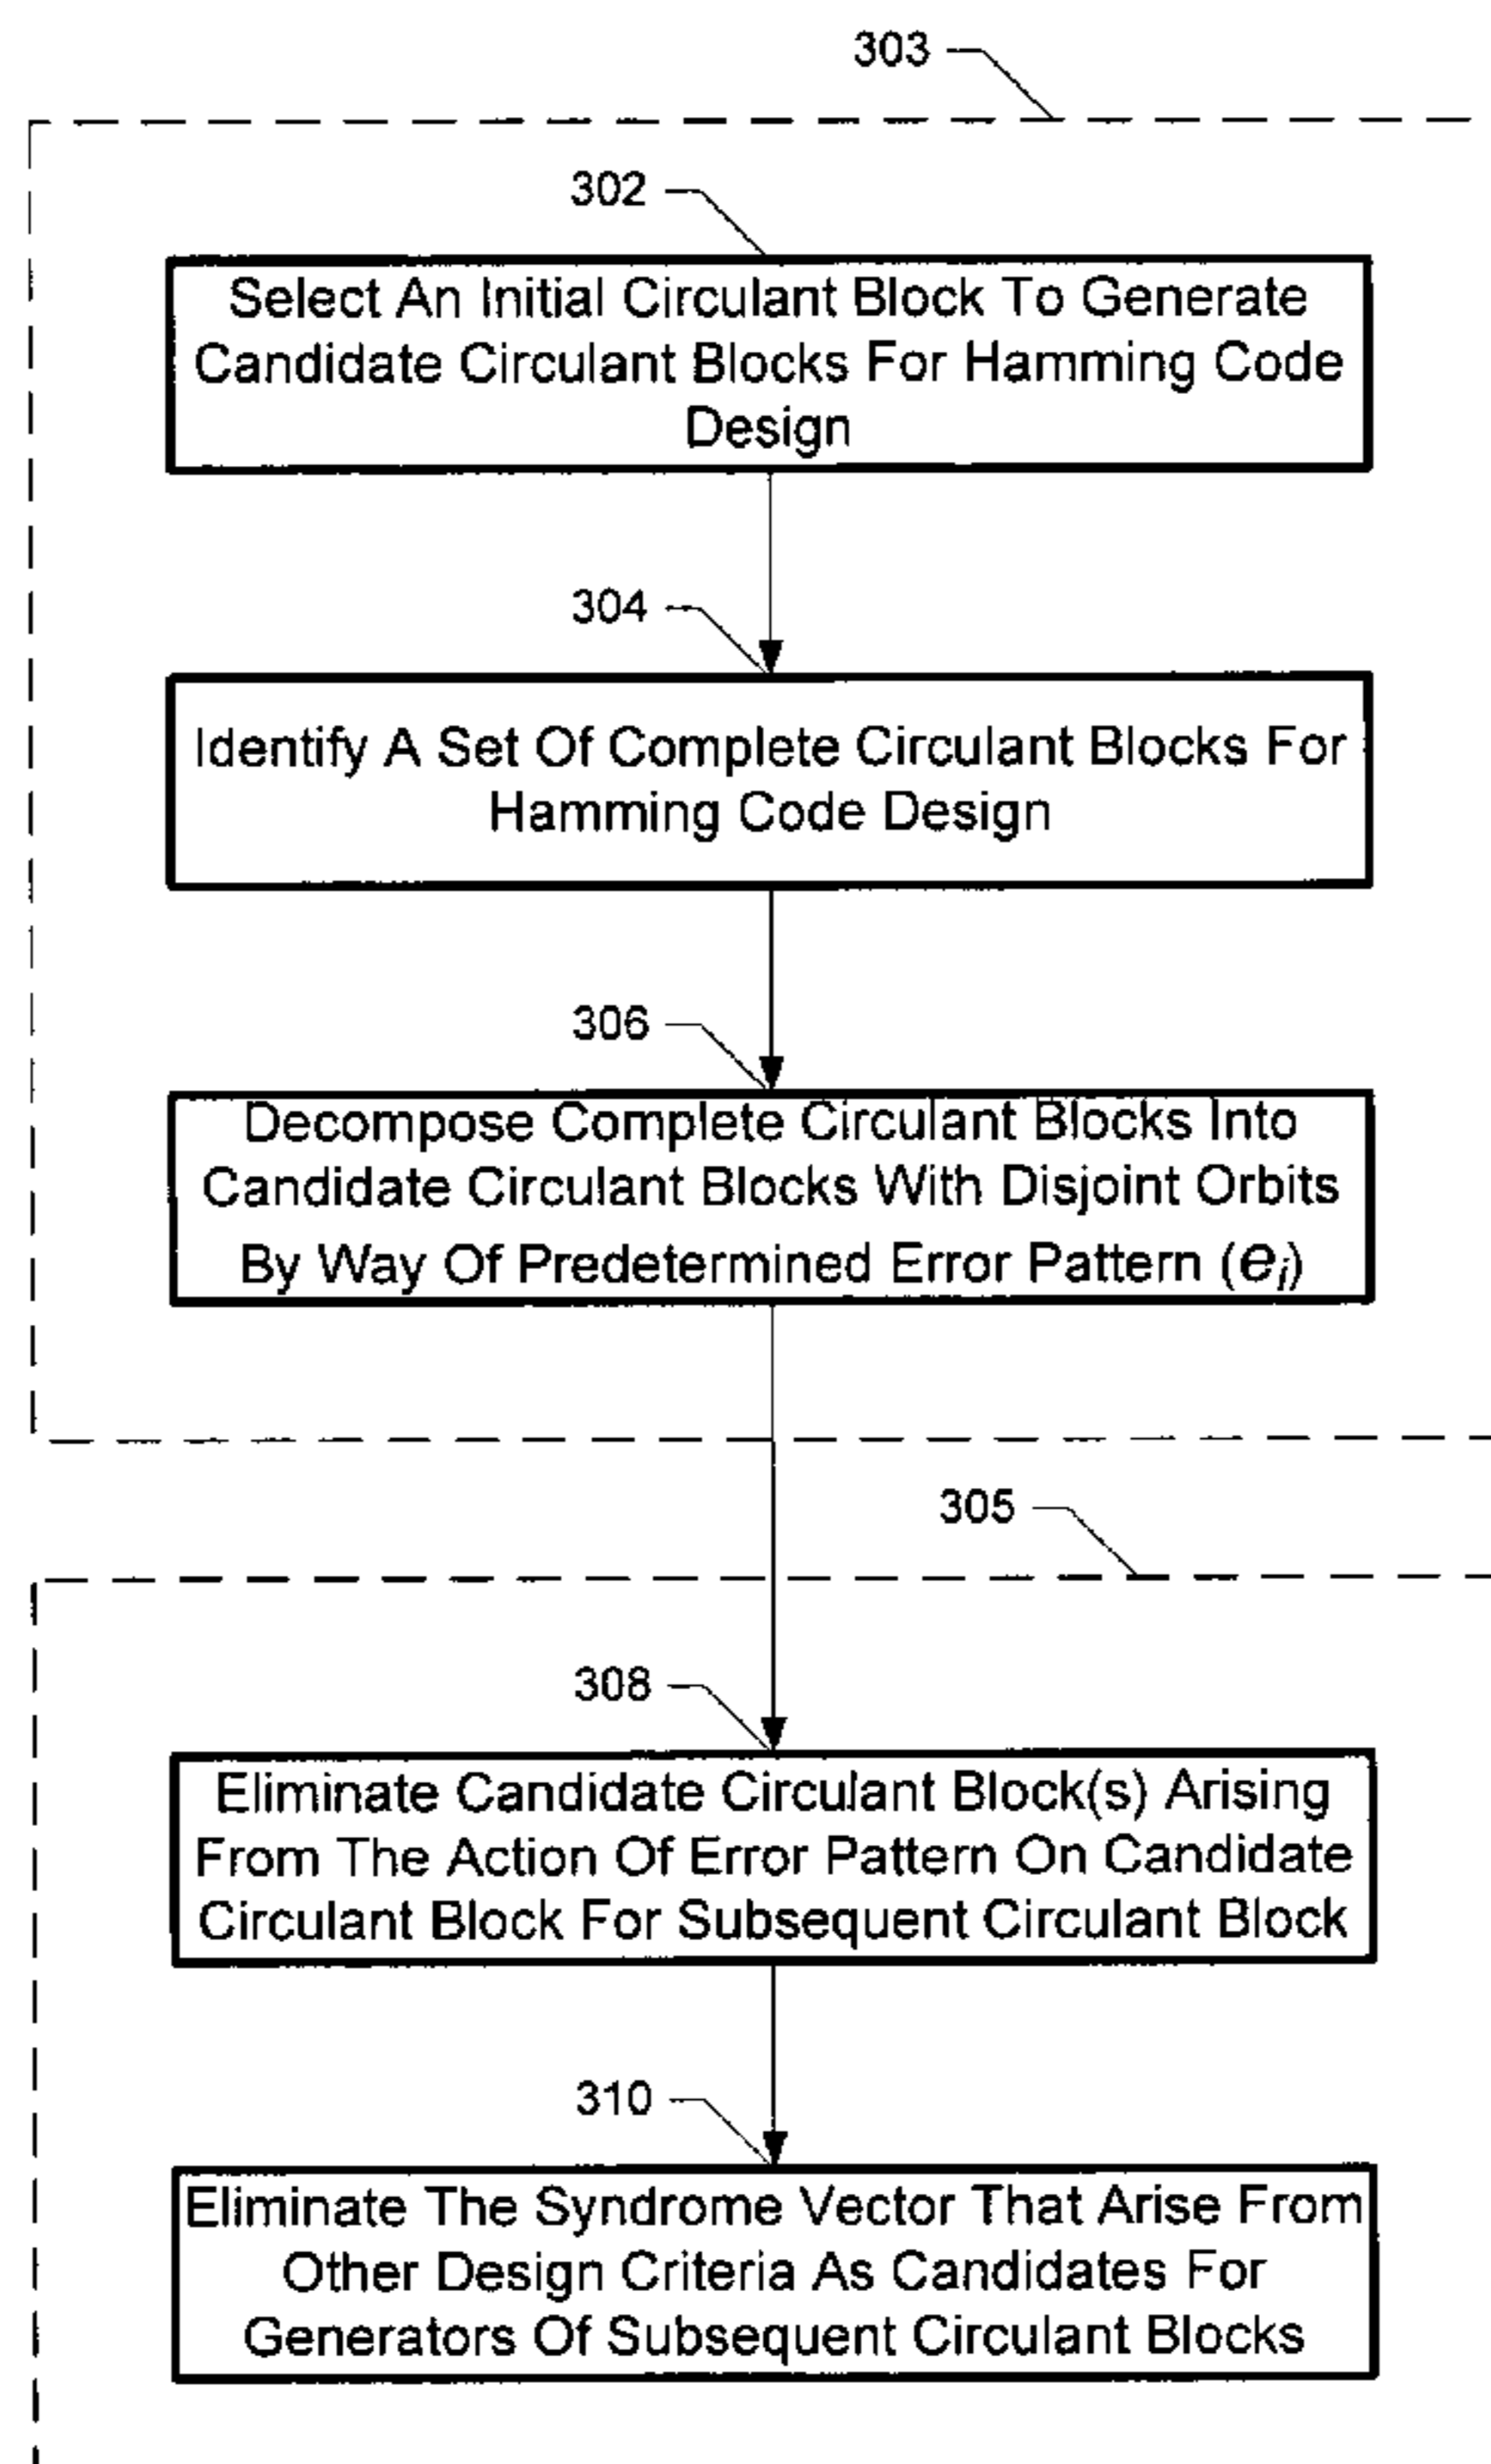 303
302
Select An Initial Circulant Block To Generate
Candidate Circulant Blocks For Hamming Code
Design
304
Identify A Set Of Complete Circulant Blocks For
Hamming Code Design
306
Decompose Complete Circulant Blocks Into
Candidate Circulant Blocks With Disjoint Orbits
By Way Of Predetermined Error Pattern (eᵢ)
305
308
Eliminate Candidate Circulant Block(s) Arising
From The Action Of Error Pattern On Candidate
Circulant Block For Subsequent Circulant Block
310
Eliminate The Syndrome Vector That Arise From
Other Design Criteria As Candidates For
Generators Of Subsequent Circulant Blocks